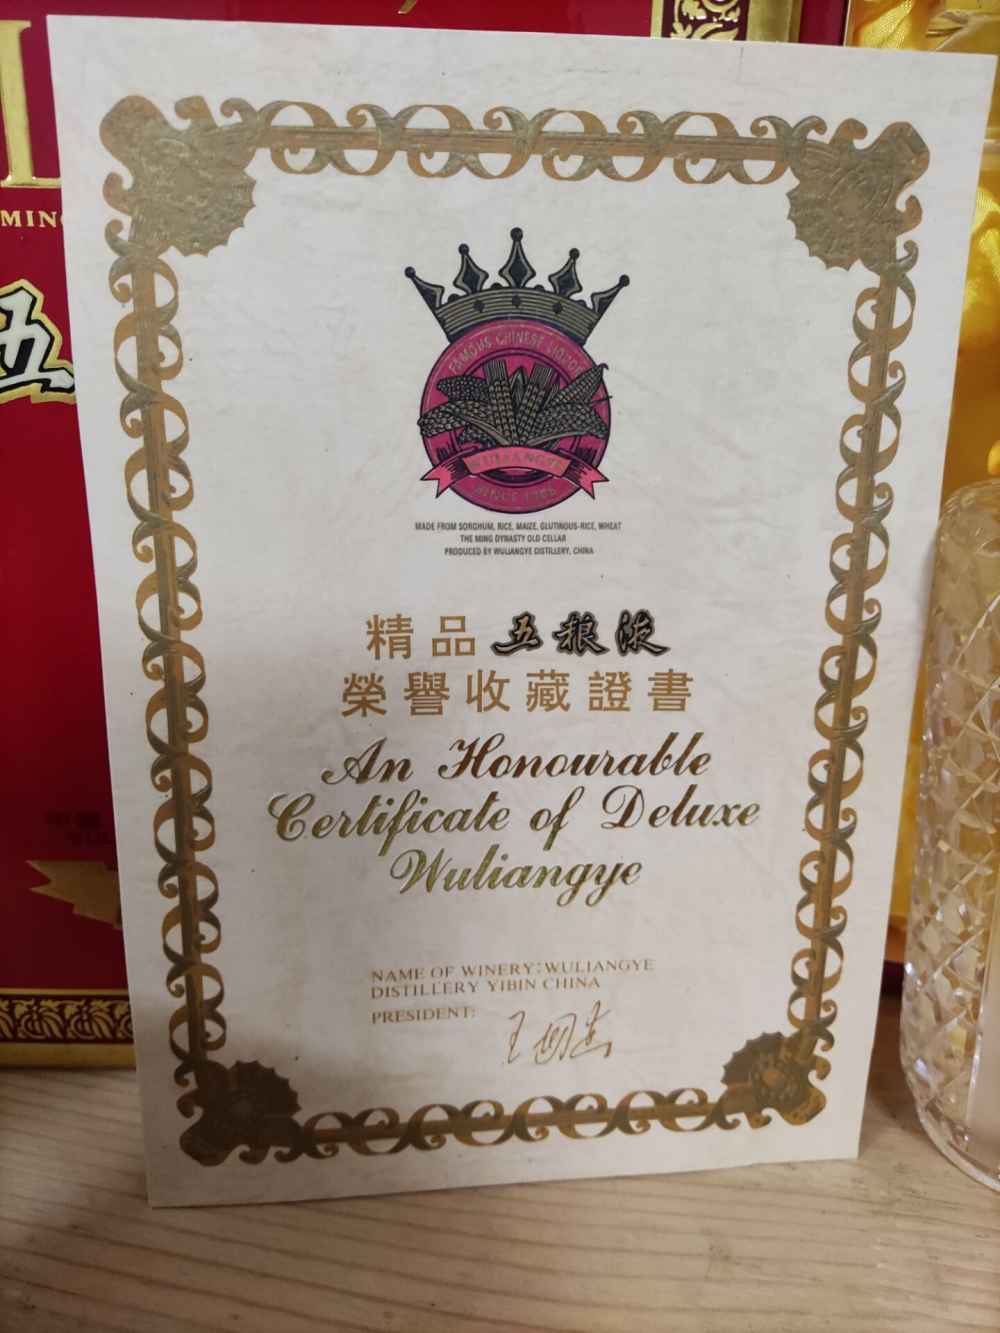 MIN
五
FAMOUS CHINESE LIQUOR
WULIANGYE
MADE FROM SORGHUM, RICE, MAIZE, GLUTINOUS-RICE, WHEAT
THE MING DYNASTY OLD CELLAR
PRODUCED BY WULIANGYE DISTILLERY, CHINA
精品 五粮液
榮譽收藏證書
An Honourable
Certificate of Deluxe
Wuliangye
NAME OF WINERY:WULIANGYE
DISTILLERY YIBIN CHINA
PRESIDENT: